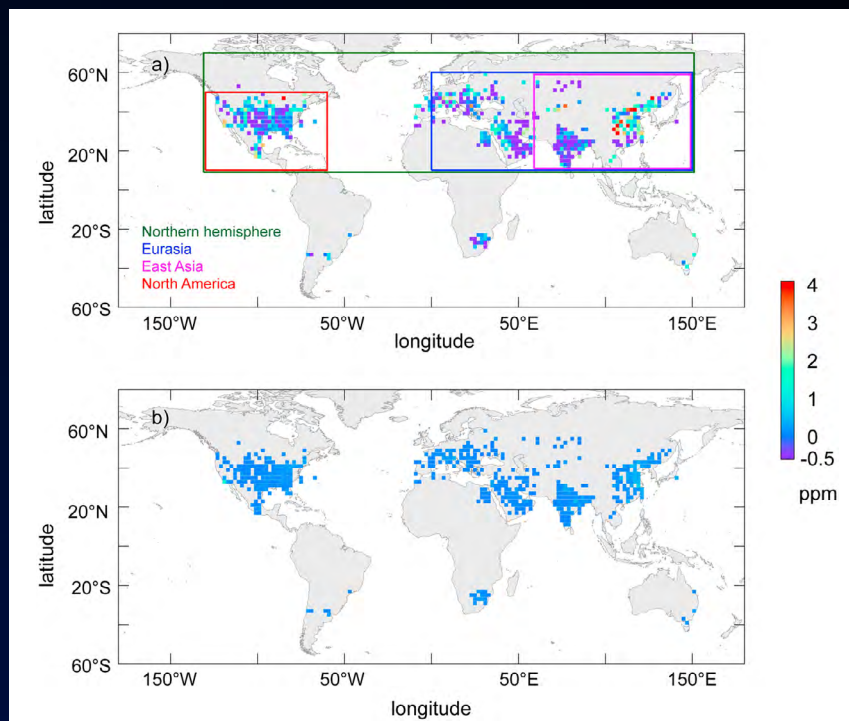 a)
60°N
20°N
20°S
60°S
latitude
Northern hemisphere
Eurasia
East Asia
North America
150°W
50°W
50°E
150°E
longitude
4
3
2
1
0
-0.5
ppm
b)
60°N
20°N
20°S
60°S
latitude
150°W
50°W
50°E
150°E
longitude